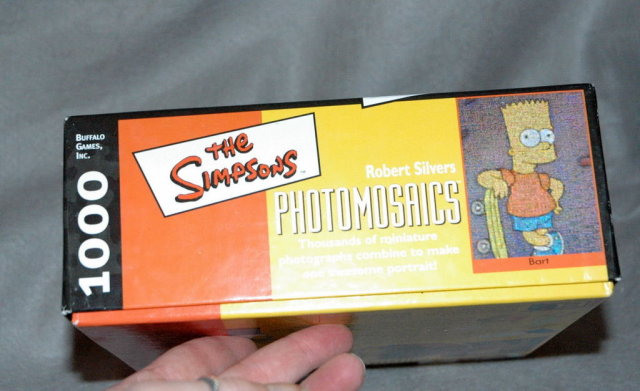 BUFFALO
GAMES,
INC.
1000
THE
SIMPSONS
Robert Silvers
PHOTOMOSAICS
Thousands of miniature
photographs combine to make
one awesome portrait!
Bart